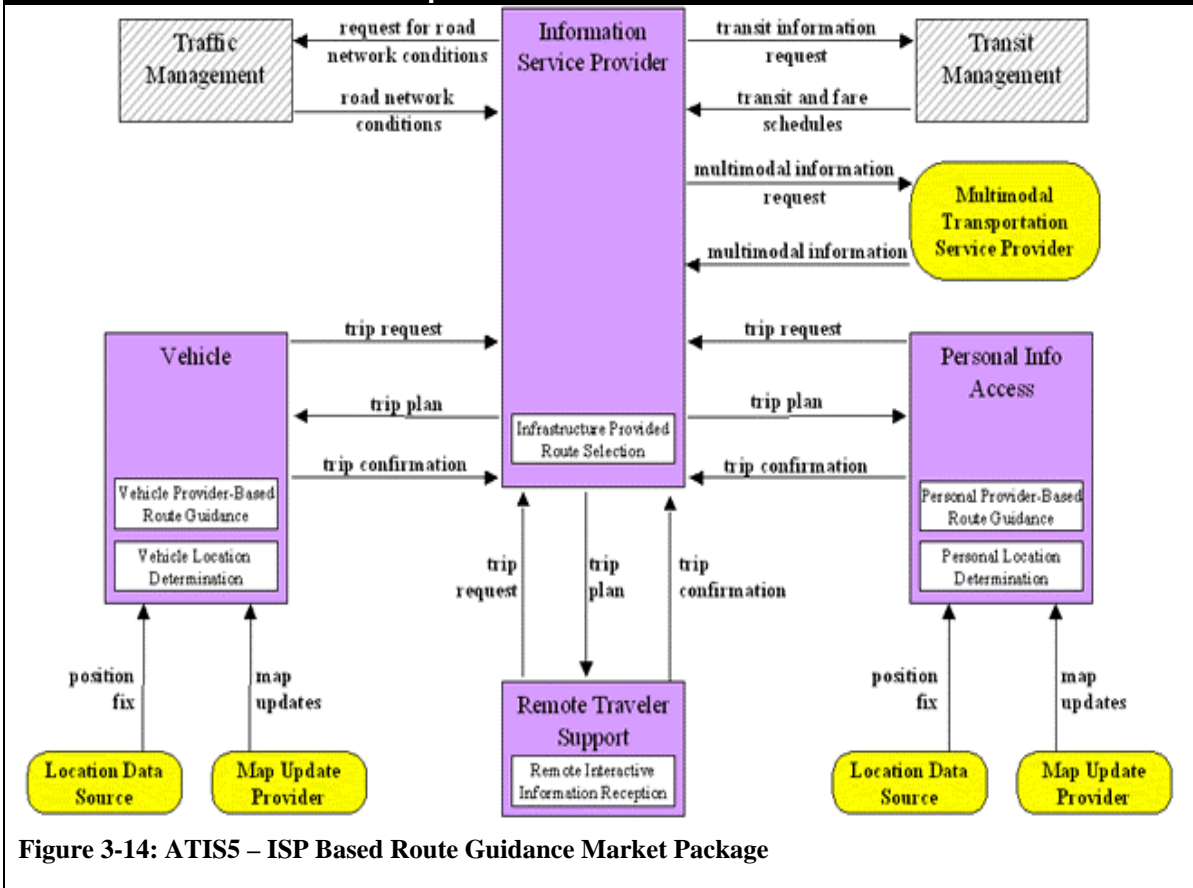 Traffic
Management
request for road
network conditions
road network
conditions
Information
Service Provider
transit information
request
transit and fare
schedules
Transit
Management
multimodal information
request
multimodal information
Multimodal
Transportation
Service Provider
Vehicle
trip request
trip plan
trip confirmation
Vehicle Provider-Based
Route Guidance
Vehicle Location
Determination
Infrastructure Provided
Route Selection
trip request
trip plan
trip confirmation
Personal Info
Access
Personal Provider-Based
Route Guidance
Personal Location
Determination
trip
request
trip
plan
trip
confirmation
position
fix
map
updates
Location Data
Source
Map Update
Provider
Remote Traveler
Support
Remote Interactive
Information Reception
position
fix
map
updates
Location Data
Source
Map Update
Provider
Figure 3-14: ATIS5 – ISP Based Route Guidance Market Package